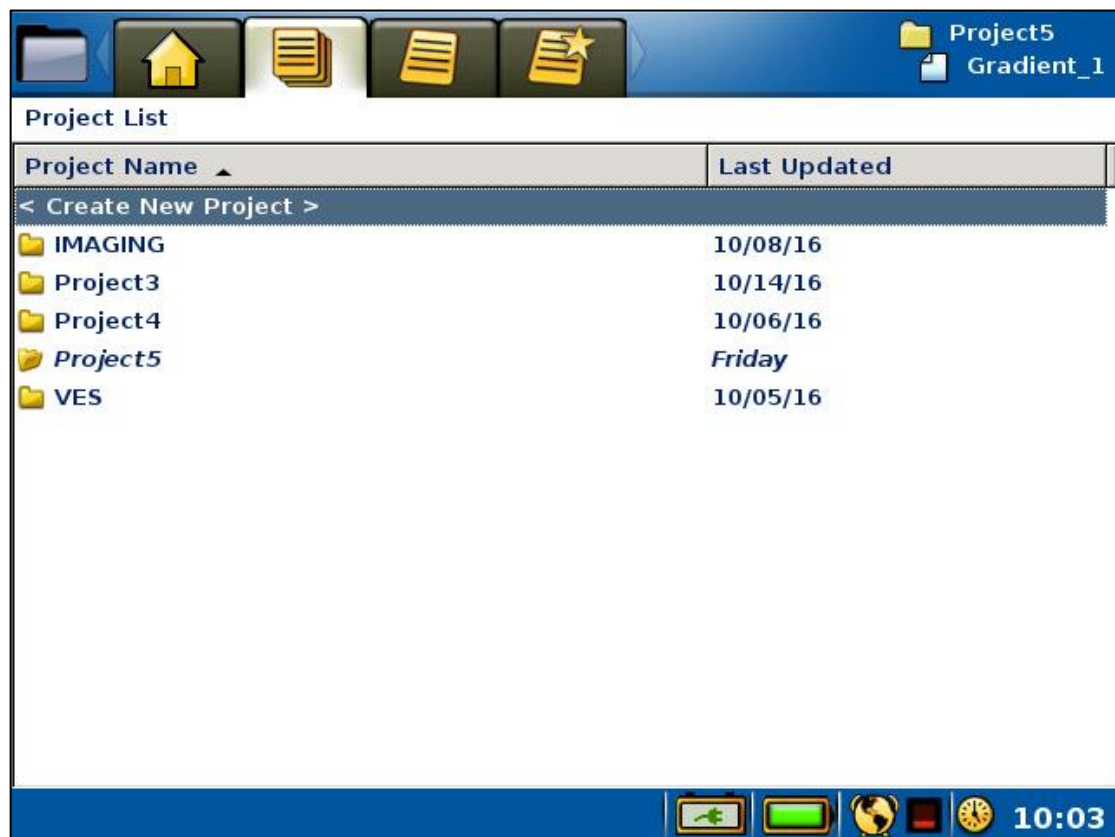 Project5
Gradient_1
Project List
Project Name Last Updated
< Create New Project >
IMAGING 10/08/16
Project3 10/14/16
Project4 10/06/16
Project5 Friday
VES 10/05/16
10:03